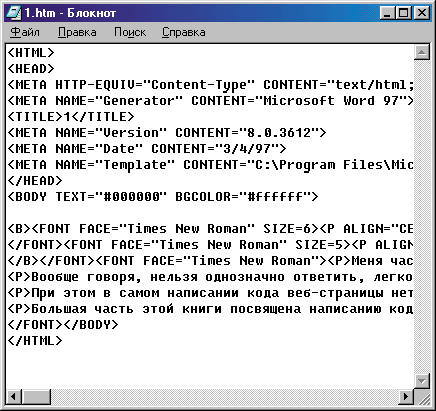 1.htm - Блокнот
Файл Правка Поиск Справка
<HTML>
<HEAD>
<META HTTP-EQUIV="Content-Type" CONTENT="text/html;
<META NAME="Generator" CONTENT="Microsoft Word 97">
<TITLE>1</TITLE>
<META NAME="Version" CONTENT="8.0.3612">
<META NAME="Date" CONTENT="3/4/97">
<META NAME="Template" CONTENT="C:\Program Files\Mic
</HEAD>
<BODY TEXT="#000000" BGCOLOR="#ffffff">
<B><FONT FACE="Times New Roman" SIZE=6><P ALIGN="CE
</FONT><FONT FACE="Times New Roman" SIZE=5><P ALIGN
</B></FONT><FONT FACE="Times New Roman"><P>Меня час
<P>Вообще говоря, нельзя однозначно ответить, легко
<P>При этом в самом написании кода веб-страницы нет
<P>Большая часть этой книги посвящена написанию код
</FONT></BODY>
</HTML>